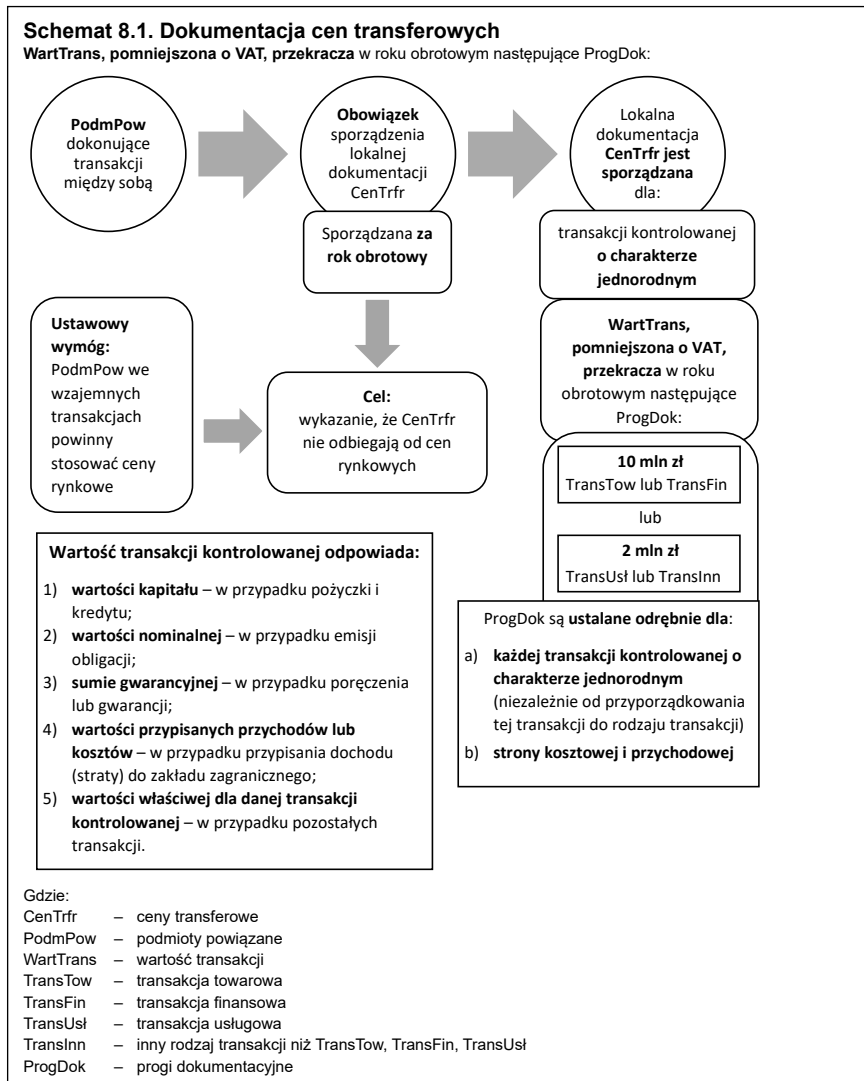 Schemat 8.1. Dokumentacja cen transferowych
WartTrans, pomniejszona o VAT, przekracza w roku obrotowym następujące ProgDok:
PodmPow
dokonujące
transakcji
między sobą
Obowiązek
sporządzenia
lokalnej
dokumentacji
CenTrfr
Sporządzana za
rok obrotowy
Lokalna
dokumentacja
CenTrfr jest
sporządzana
dla:
transakcji kontrolowanej
o charakterze
jednorodnym
Ustawowy
wymóg:
PodmPow we
wzajemnych
transakcjach
powinny
stosować ceny
rynkowe
Cel:
wykazanie, że CenTrfr
nie odbiegają od cen
rynkowych
WartTrans,
pomniejszona o VAT,
przekracza w roku
obrotowym następujące
ProgDok:
10 mln zł
TransTow lub TransFin
lub
2 mln zł
TransUsł lub TransInn
Wartość transakcji kontrolowanej odpowiada:
1) wartości kapitału – w przypadku pożyczki i
kredytu;
2) wartości nominalnej – w przypadku emisji
obligacji;
3) sumie gwarancyjnej – w przypadku poręczenia
lub gwarancji;
4) wartości przypisanych przychodów lub
kosztów – w przypadku przypisania dochodu
(straty) do zakładu zagranicznego;
5) wartości właściwej dla danej transakcji
kontrolowanej – w przypadku pozostałych
transakcji.
ProgDok są ustalane odrębnie dla:
a) każdej transakcji kontrolowanej o
charakterze jednorodnym
(niezależnie od przyporządkowania
tej transakcji do rodzaju transakcji)
b) strony kosztowej i przychodowej
Gdzie:
CenTrfr – ceny transferowe
PodmPow – podmioty powiązane
WartTrans – wartość transakcji
TransTow – transakcja towarowa
TransFin – transakcja finansowa
TransUsł – transakcja usługowa
TransInn – inny rodzaj transakcji niż TransTow, TransFin, TransUsł
ProgDok – progi dokumentacyjne